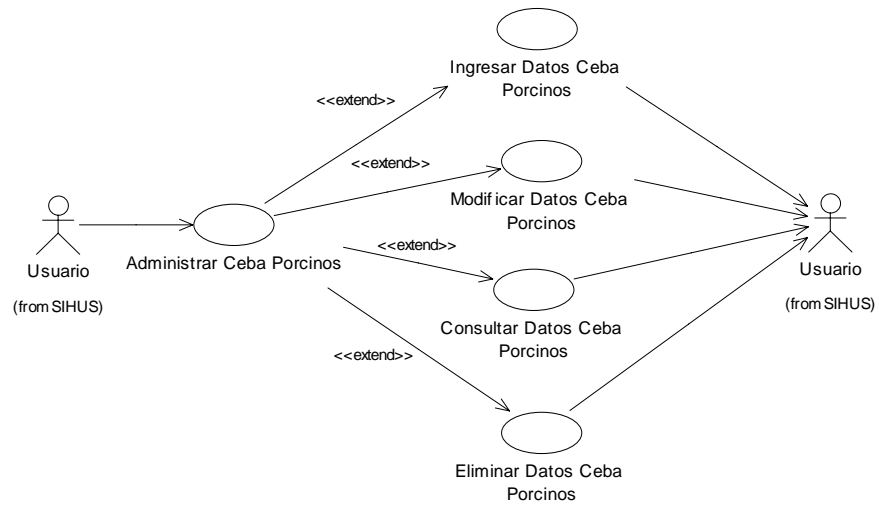 Ingresar Datos Ceba
Porcinos
<<extend>>
<<extend>>
Modificar Datos Ceba
Porcinos
Usuario
(from SIHUS)
Administrar Ceba Porcinos
<<extend>>
Usuario
(from SIHUS)
Consultar Datos Ceba
Porcinos
<<extend>>
Eliminar Datos Ceba
Porcinos